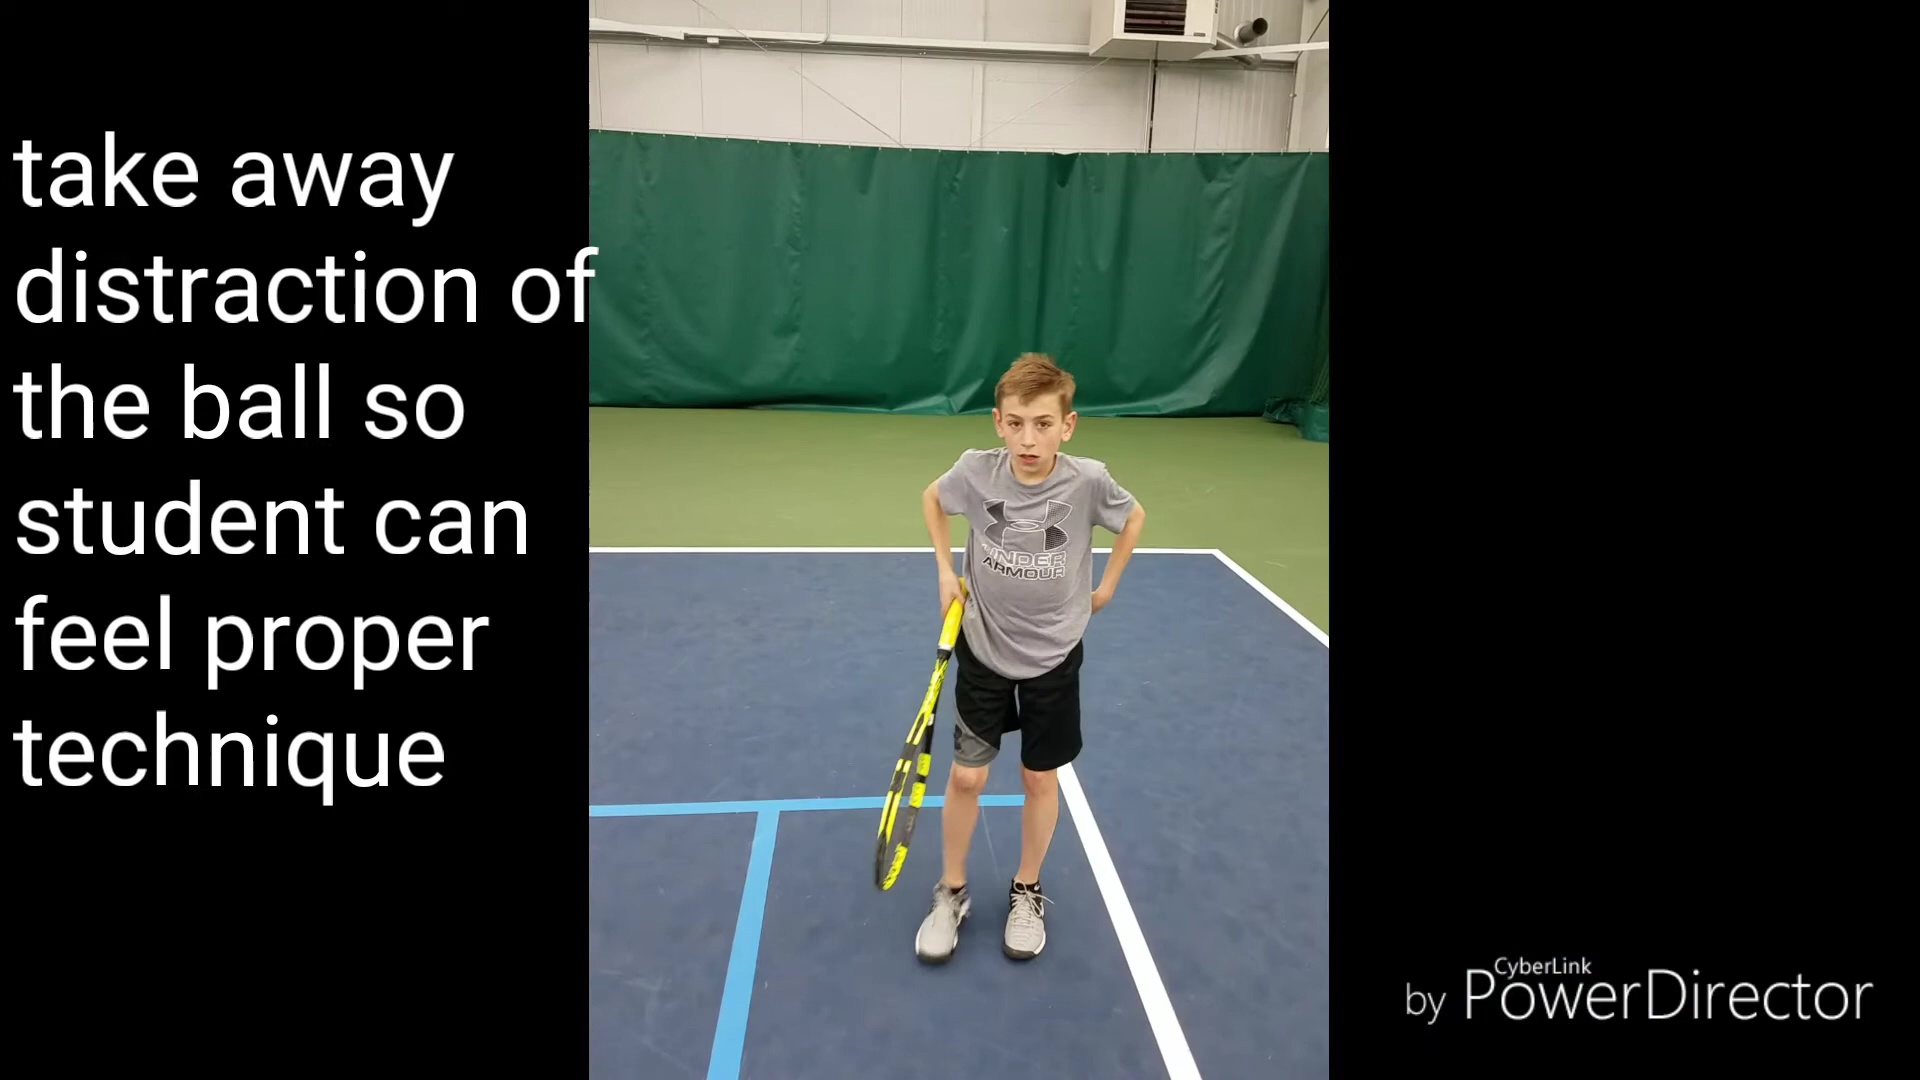 take away
distraction of
the ball so
student can
feel proper
technique
UNDER
ARMOUR
CyberLink
by PowerDirector